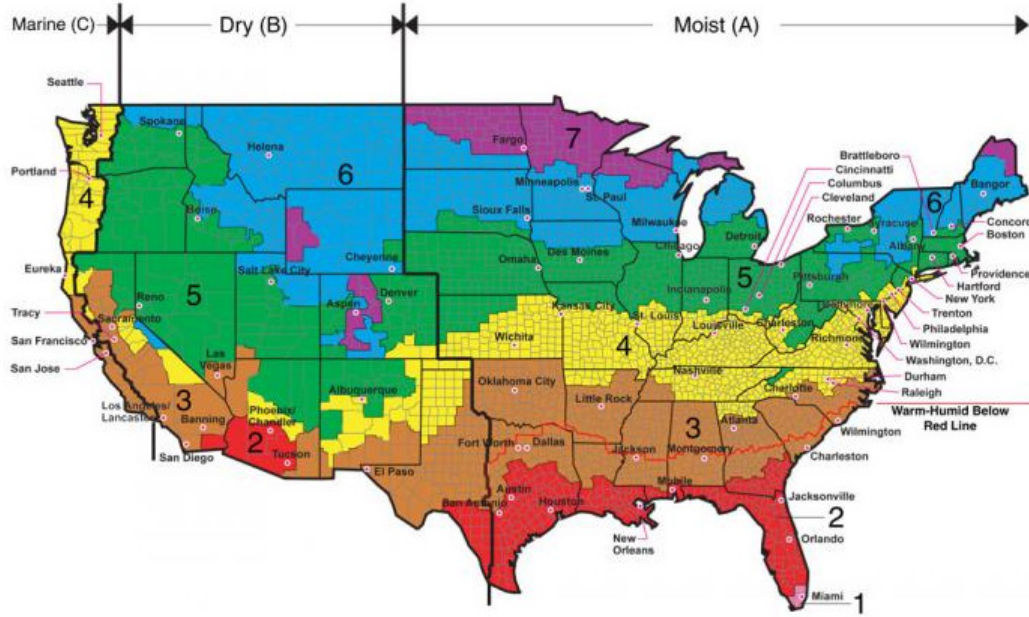 Marine (C)
Dry (B)
Moist (A)
Seattle
Spokane
Helena
Fargo
7
Portland
4
6
Minneapolis
St. Paul
Brattleboro
Cincinnatti
Columbus
Cleveland
Bangor
6
Boise
Sioux Falls
Milwaukee
Rochester
Concord
Albany
Boston
Detroit
Chicago
Eureka
Salt Lake City
Cheyenne
Omaha
Des Moines
5
Pittsburgh
Providence
Hartford
New York
Reno
5
Aspen
Denver
Indianapolis
Trenton
Tracy
Sacramento
Kansas City
St. Louis
Louisville
Charleston
Philadelphia
San Francisco
Wichita
4
Richmond
Wilmington
San Jose
Las
Vegas
Washington, D.C.
Nashville
Durham
Albuquerque
Oklahoma City
Charlotte
Raleigh
3
Little Rock
Los Angeles/
Lancaster
Banning
Phoenix/
Chandler
2
Atlanta
3
Warm-Humid Below
Red Line
Wilmington
Fort Worth
Dallas
Jackson
Montgomery
Tucson
San Diego
El Paso
Charleston
Mobile
Austin
San Antonio
Houston
Jacksonville
2
New
Orleans
Orlando
Miami
1